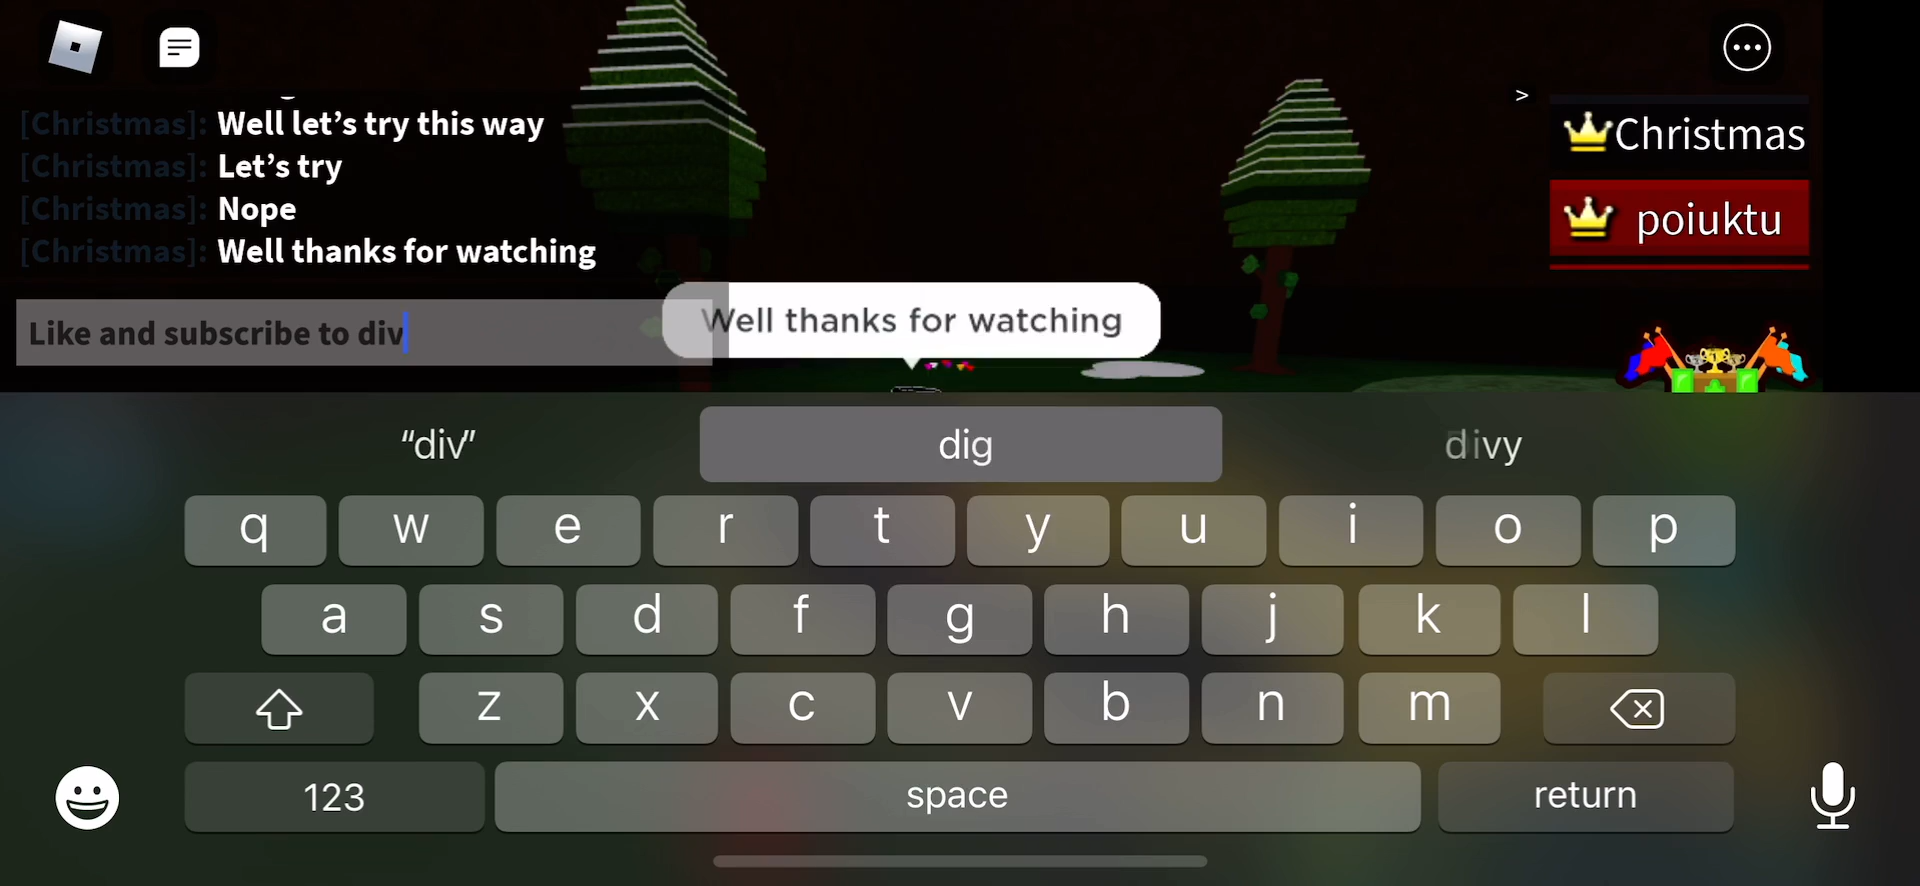 [Christmas]: Well let’s try this way
[Christmas]: Let’s try
[Christmas]: Nope
[Christmas]: Well thanks for watching
Like and subscribe to div
Well thanks for watching
>
Christmas
poiuktu
“div” dig divy
q w e r t y u i o p
a s d f g h j k l
z x c v b n m
123 space return